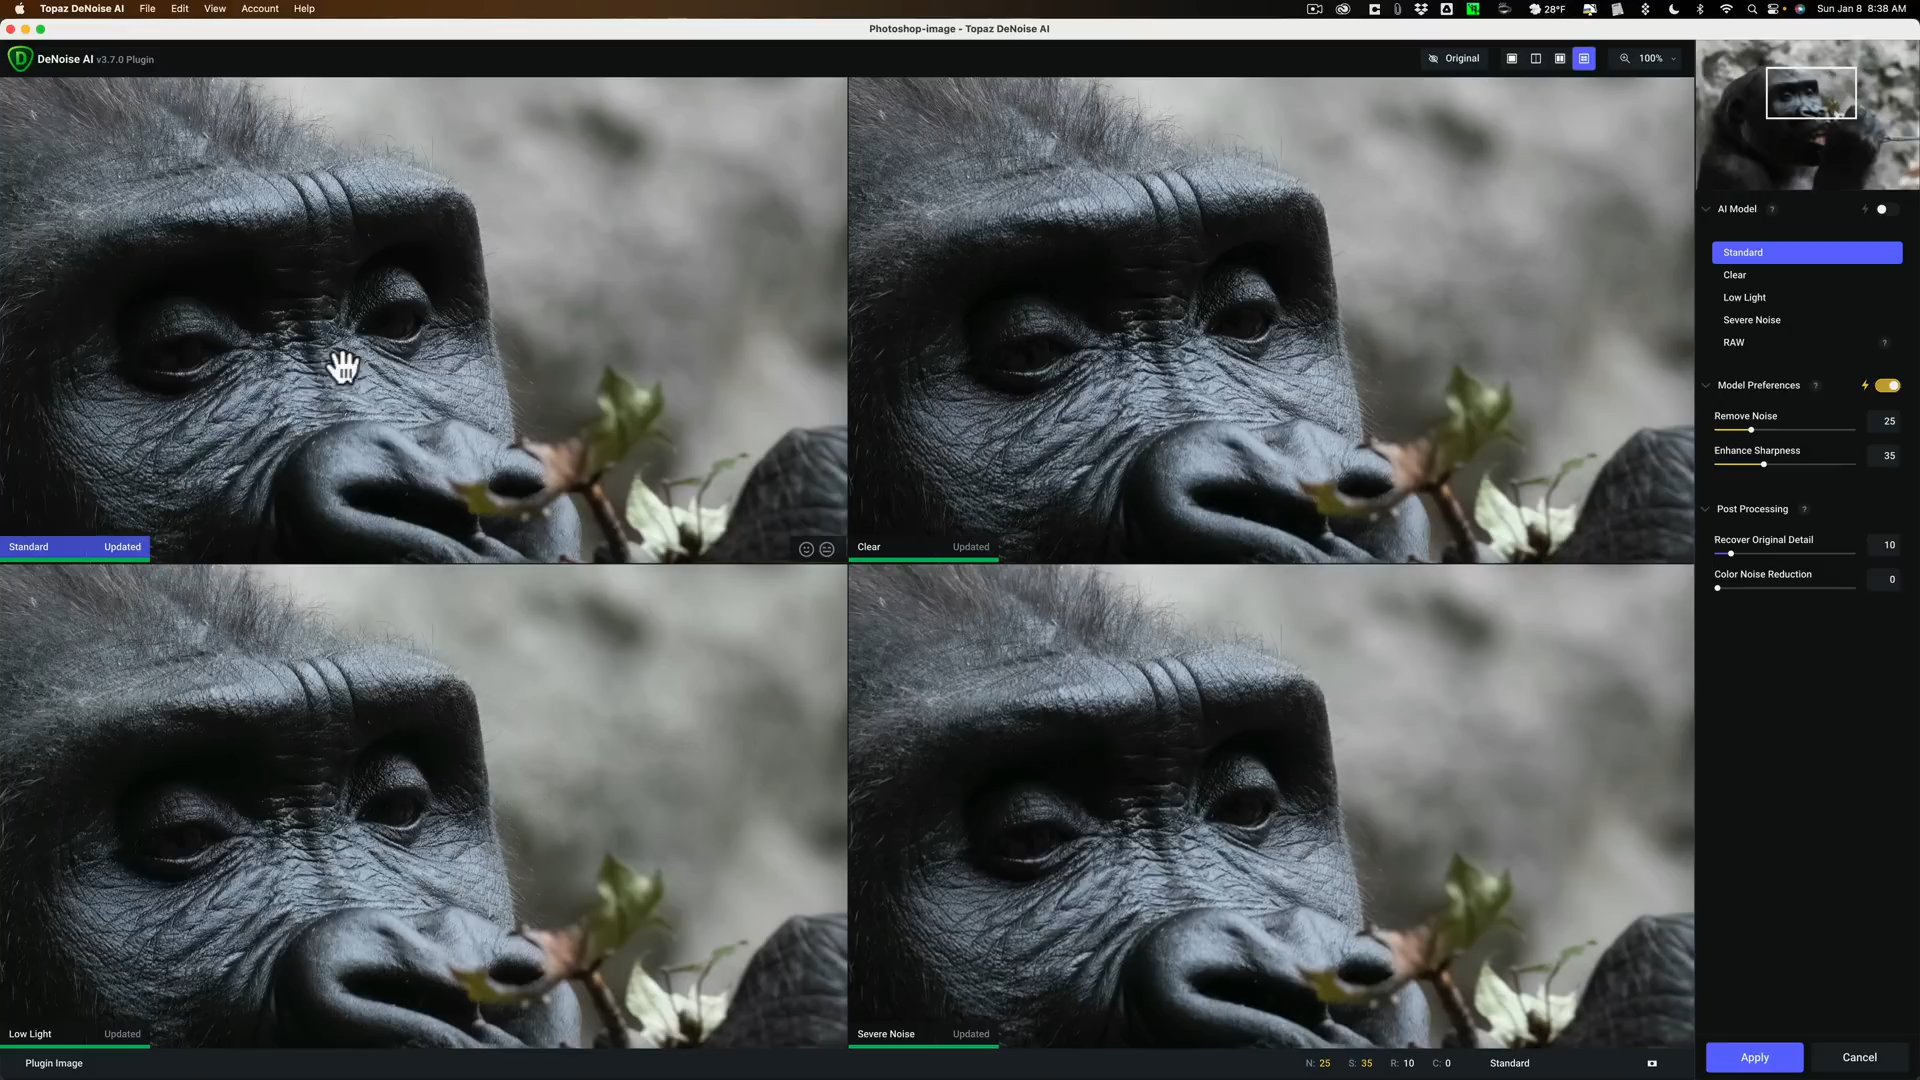 Topaz DeNoise AI File Edit View Account Help 28°F Sun Jan 8 8:38 AM
Photoshop-image - Topaz DeNoise AI
DeNoise AI v3.7.0 Plugin Original 100%
AI Model ?
Standard
Clear
Low Light
Severe Noise
RAW ?
Model Preferences ?
Remove Noise 25
Enhance Sharpness 35
Post Processing ?
Recover Original Detail 10
Color Noise Reduction 0
Standard Updated
Clear Updated
Low Light Updated
Severe Noise Updated
Plugin Image N: 25 S: 35 R: 10 C: 0 Standard
Apply Cancel